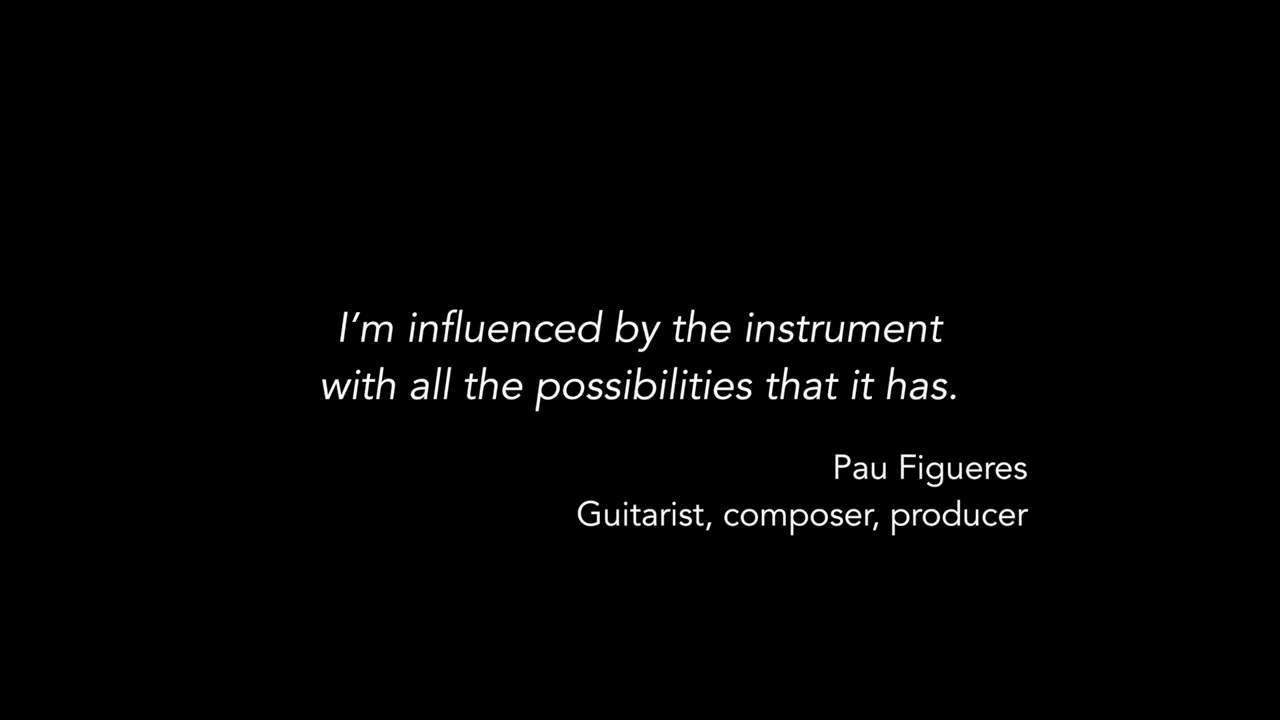 I’m influenced by the instrument
with all the possibilities that it has.
Pau Figueres
Guitarist, composer, producer